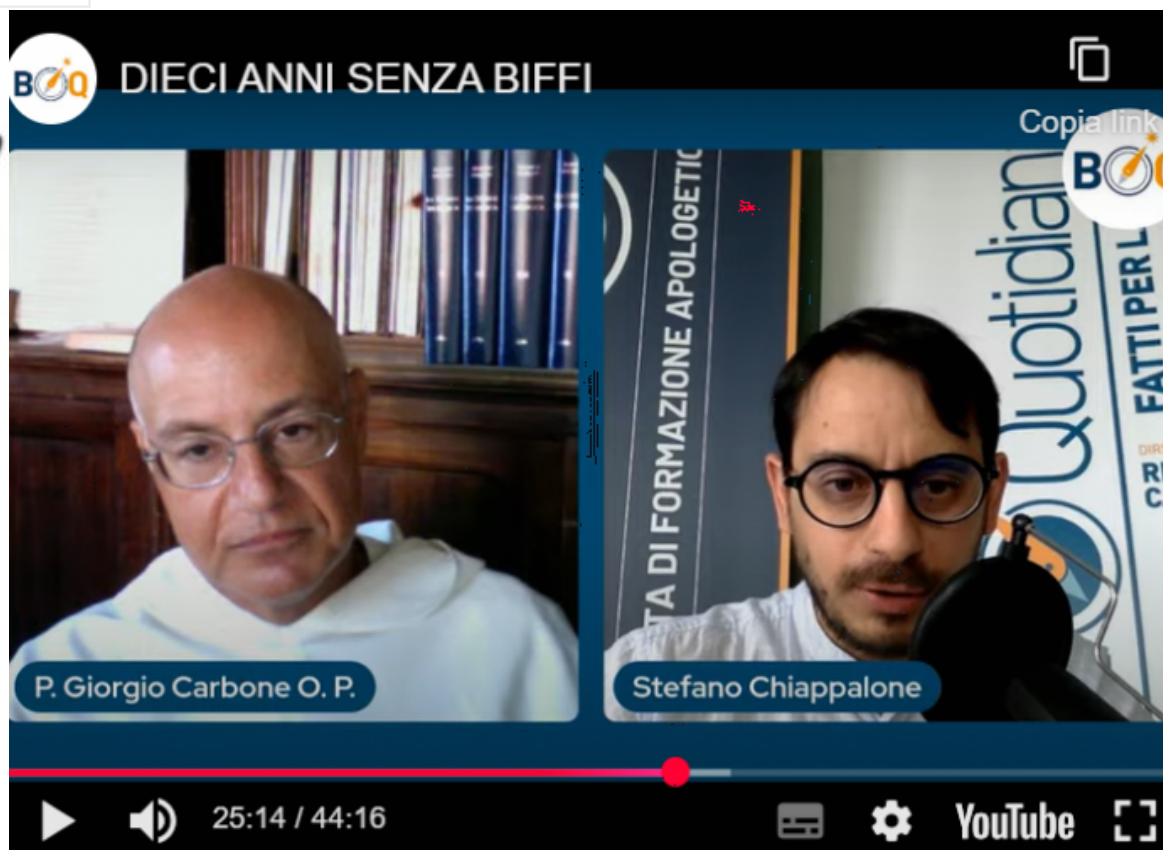 BQ
DIECI ANNI SENZA BIFFI
Copia link
BQ
TA DI FORMAZIONE APOLOGETIC
Quotidian
FATTI PER L
DIR
P. Giorgio Carbone O. P.
Stefano Chiappalone
25:14 / 44:16
YouTube